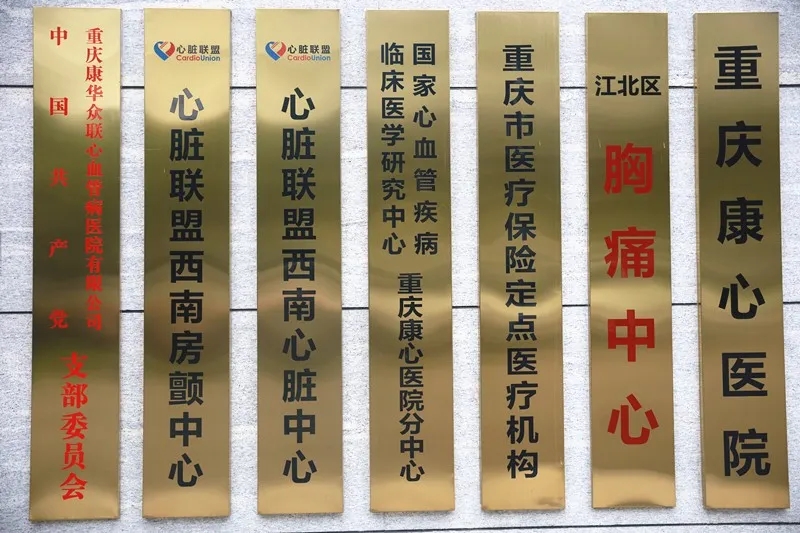 中国共产党
重庆康华众联心血管病医院有限公司
支部委员会
心脏联盟
CardioUnion
心脏联盟西南房颤中心
心脏联盟
CardioUnion
心脏联盟西南心脏中心
国家心血管疾病
临床医学研究中心
重庆康心医院分中心
重庆市医疗保险定点医疗机构
江北区
胸痛中心
重庆康心医院